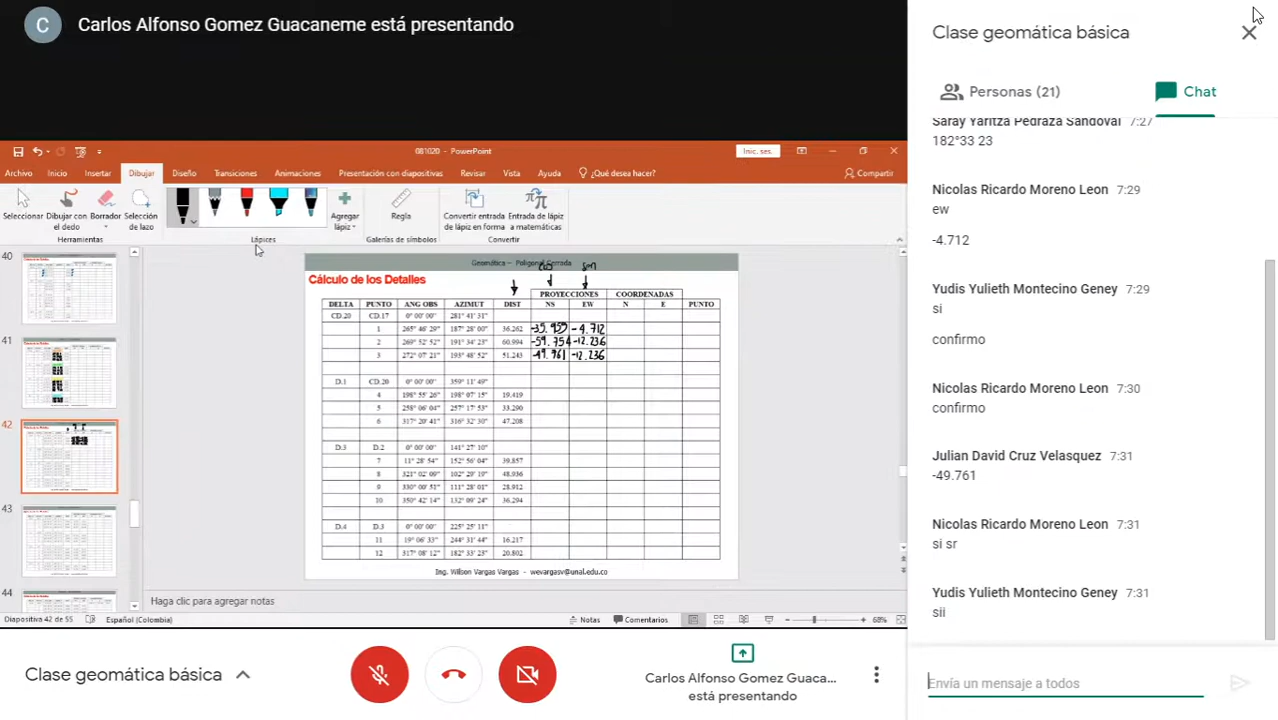 C Carlos Alfonso Gomez Guacaneme está presentando
081020 - PowerPoint
Inic. ses.
Archivo Inicio Insertar Dibujar Diseño Transiciones Animaciones Presentación con diapositivas Revisar Vista Ayuda ¿Qué desea hacer? Compartir
Seleccionar Dibujar con el dedo Borrador Selección de lazo Agregar lápiz Regla Convertir entrada de lápiz en forma Entrada de lápiz a matemáticas
Herramientas Lápices Galerías de símbolos Convertir
40
41
42
43
44
Geomática – Poligonal Cerrada
Cálculo de los Detalles
cos sen
PROYECCIONES COORDENADAS
DELTA PUNTO ANG OBS AZIMUT DIST NS EW N E PUNTO
CD.20 CD.17 0° 00' 00" 281° 41' 31"
1 265° 46' 29" 187° 28' 00" 36.262 -35.955 -4.712
2 269° 52' 52" 191° 34' 23" 60.994 -59.754 -12.236
3 272° 07' 21" 193° 48' 52" 51.243 -49.761 -12.236
D.1 CD.20 0° 00' 00" 359° 11' 49"
4 198° 55' 26" 198° 07' 15" 19.419
5 258° 06' 04" 257° 17' 53" 33.290
6 317° 20' 41" 316° 32' 30" 47.208
D.3 D.2 0° 00' 00" 141° 27' 10"
7 11° 28' 54" 152° 56' 04" 39.857
8 321° 02' 09" 102° 29' 19" 48.936
9 330° 00' 51" 111° 28' 01" 28.912
10 350° 42' 14" 132° 09' 24" 36.294
D.4 D.3 0° 00' 00" 225° 25' 11"
11 19° 06' 33" 244° 31' 44" 16.217
12 317° 08' 12" 182° 33' 23" 20.802
Ing. Wilson Vargas Vargas - wevargasv@unal.edu.co
Haga clic para agregar notas
Diapositiva 42 de 55 Español (Colombia) Notas Comentarios 68%
Clase geomática básica
Carlos Alfonso Gomez Guaca...
está presentando
Clase geomática básica
Personas (21) Chat
Saray Yaritza Pedraza Sandoval 7:27
182°33 23
Nicolas Ricardo Moreno Leon 7:29
ew
-4.712
Yudis Yulieth Montecino Geney 7:29
si
confirmo
Nicolas Ricardo Moreno Leon 7:30
confirmo
Julian David Cruz Velasquez 7:31
-49.761
Nicolas Ricardo Moreno Leon 7:31
si sr
Yudis Yulieth Montecino Geney 7:31
sii
Envía un mensaje a todos